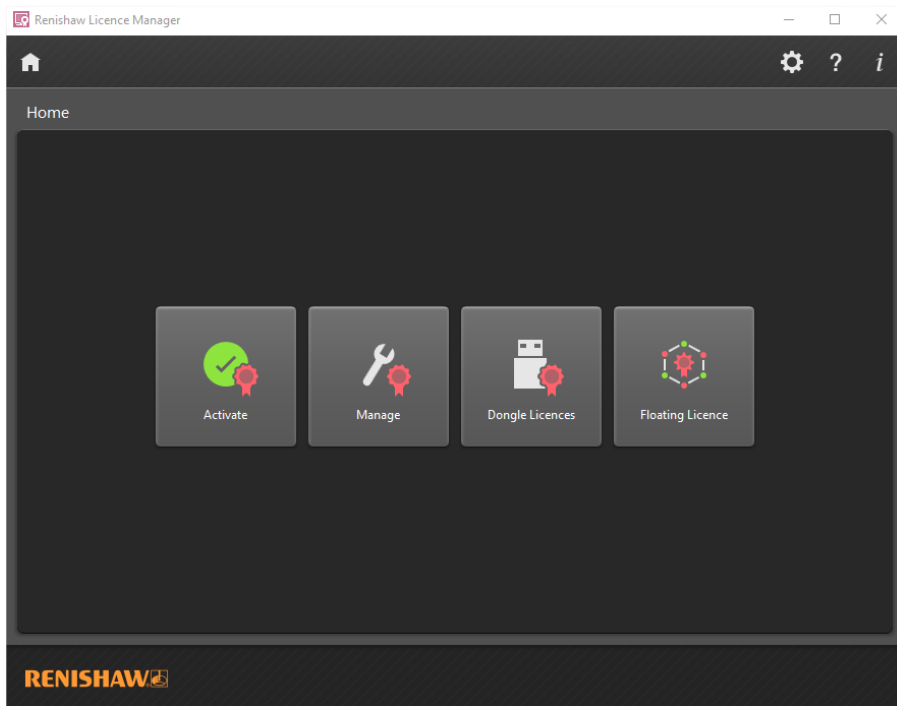 Renishaw Licence Manager
? i
Home
Activate
Manage
Dongle Licences
Floating Licence
RENISHAW